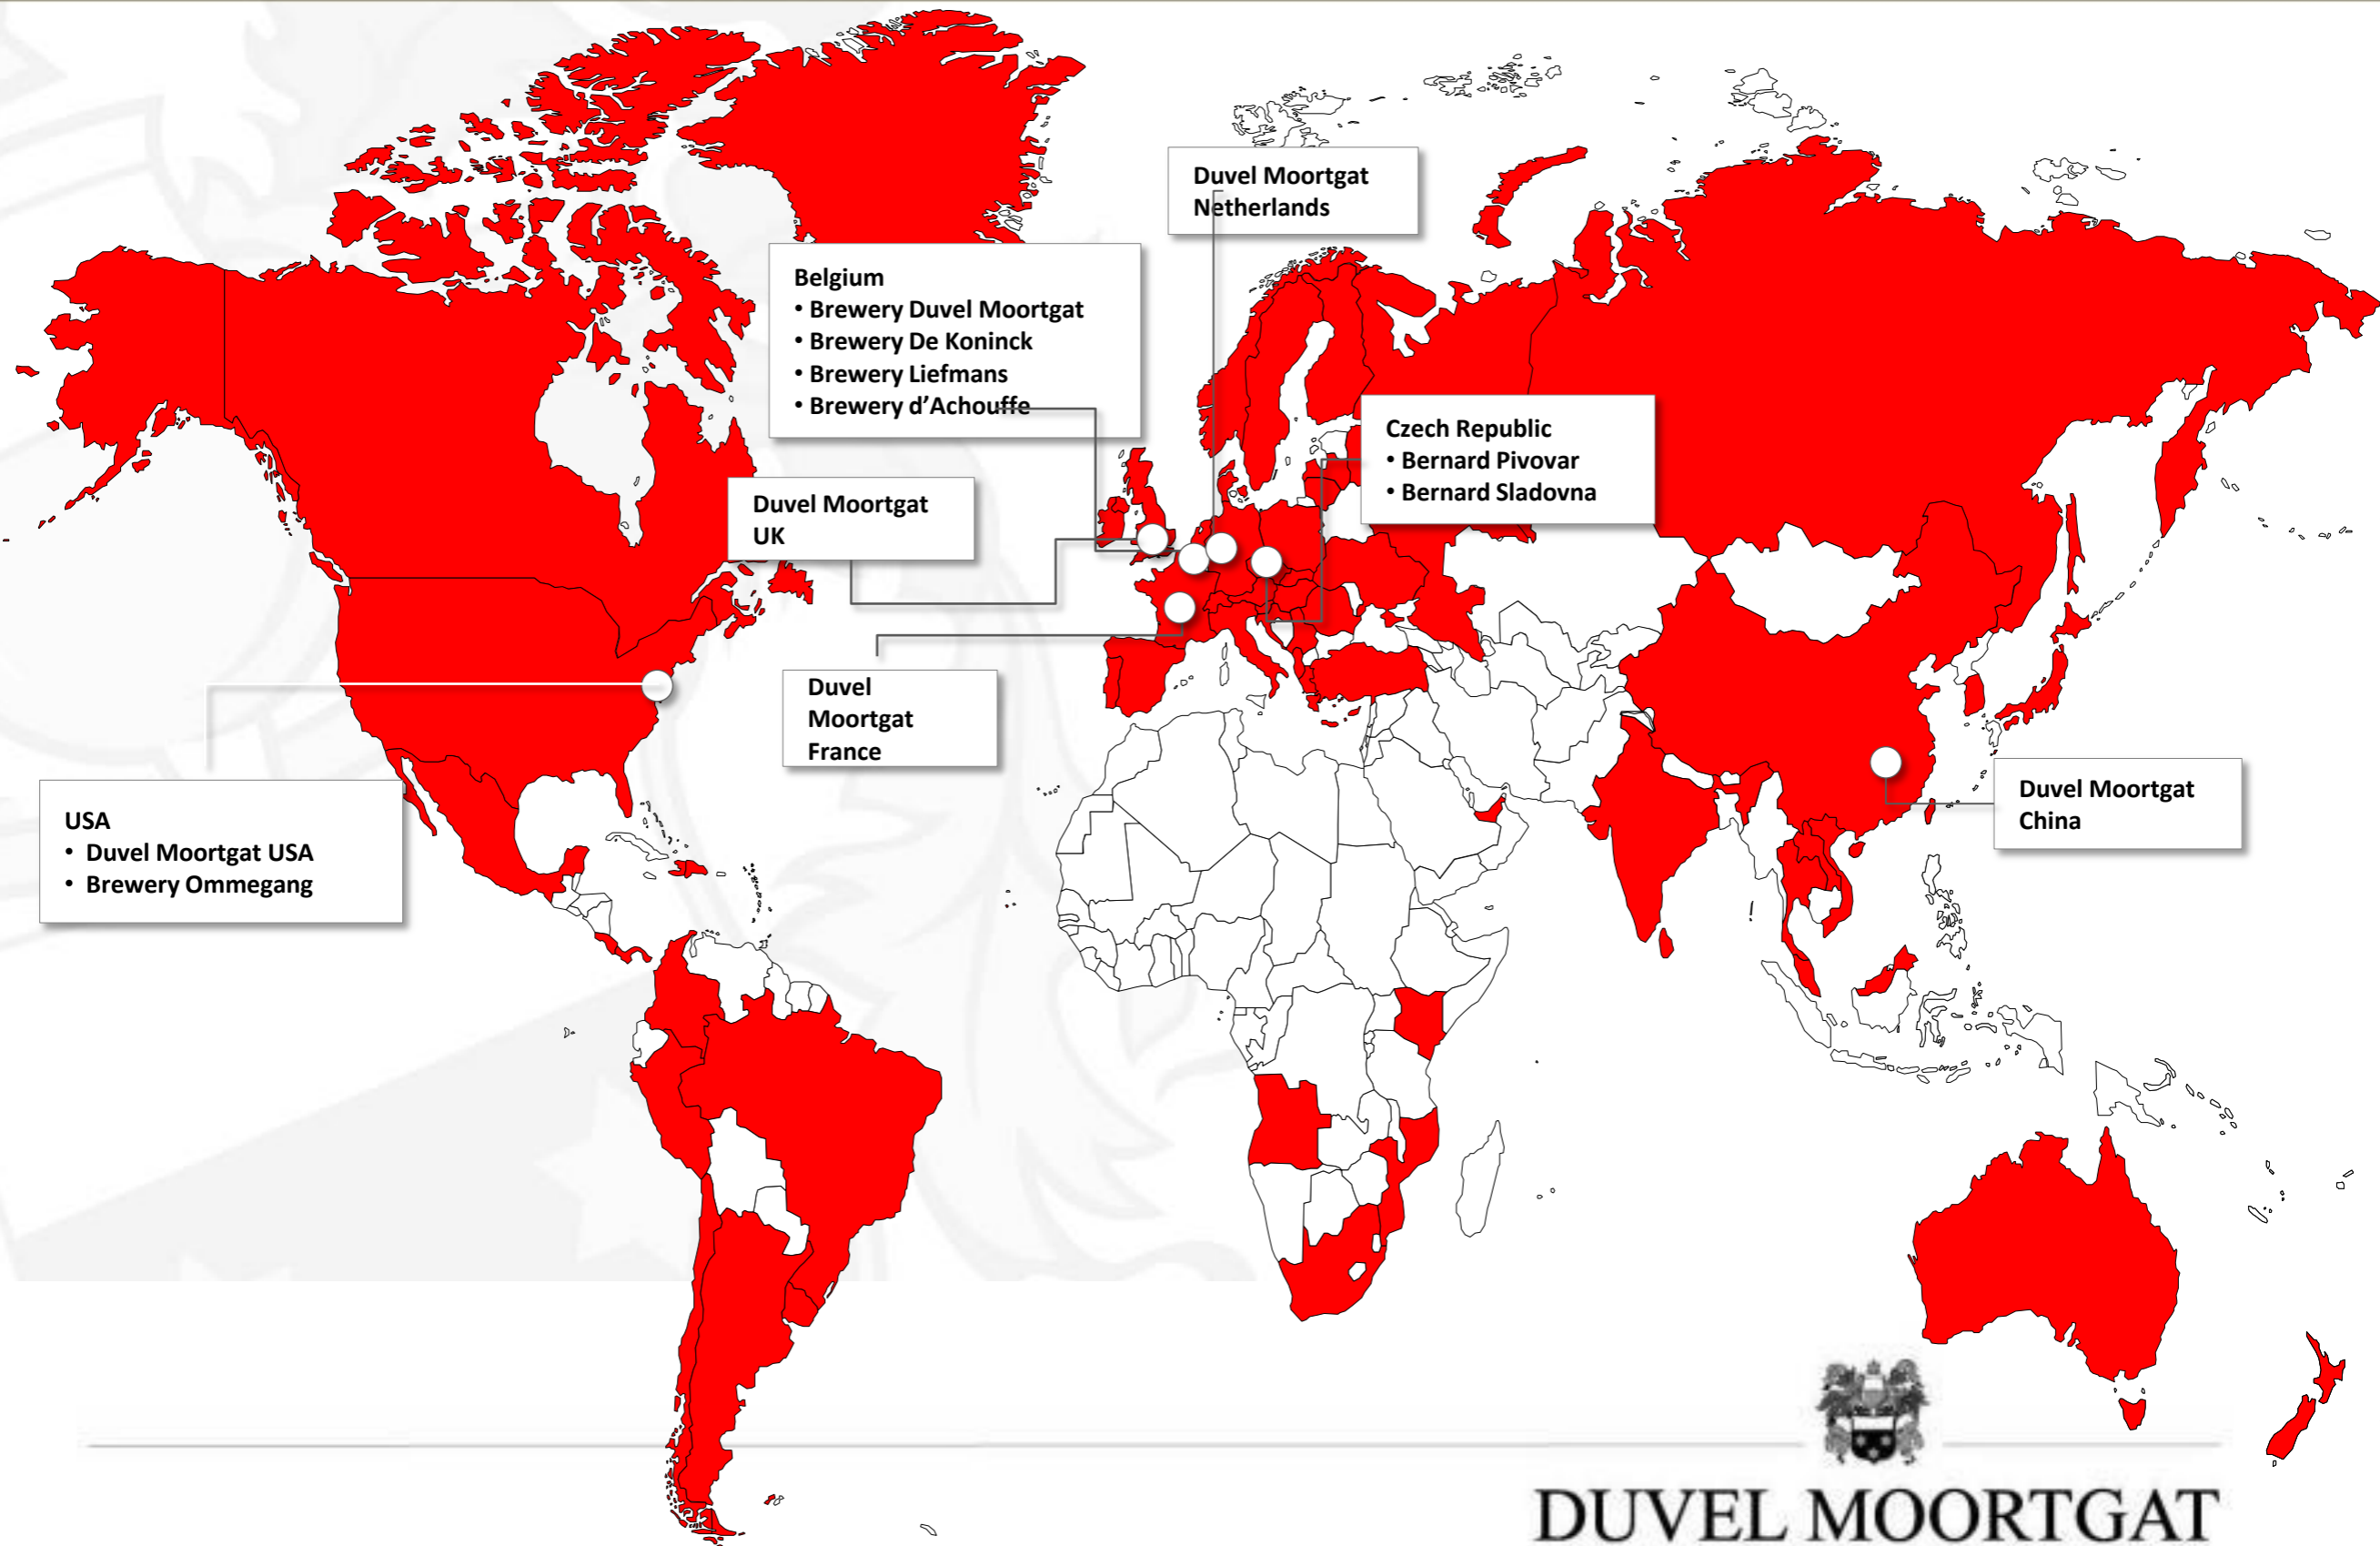 Duvel Moortgat
Netherlands
Belgium
• Brewery Duvel Moortgat
• Brewery De Koninck
• Brewery Liefmans
• Brewery d’Achouffe
Czech Republic
• Bernard Pivovar
• Bernard Sladovna
Duvel Moortgat
UK
Duvel
Moortgat
France
USA
• Duvel Moortgat USA
• Brewery Ommegang
Duvel Moortgat
China
DUVEL MOORTGAT